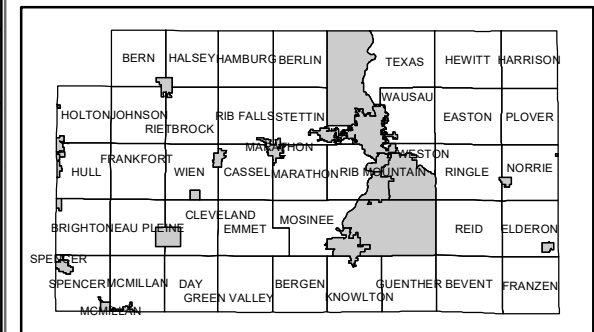 BERN HALSEY HAMBURG BERLIN TEXAS HEWITT HARRISON
WAUSAU
HOLTON JOHNSON RIB FALLS STETTIN EASTON PLOVER
RIETBROCK
MARATHON WESTON
FRANKFORT
HULL WIEN CASSEL MARATHON RIB MOUNTAIN RINGLE NORRIE
CLEVELAND MOSINEE
BRIGHTON EAU PLEINE EMMET REID ELDERON
SPENCER
SPENCER MCMILLAN DAY BERGEN GUENTHER BEVENT FRANZEN
GREEN VALLEY KNOWLTON
MCMILLAN